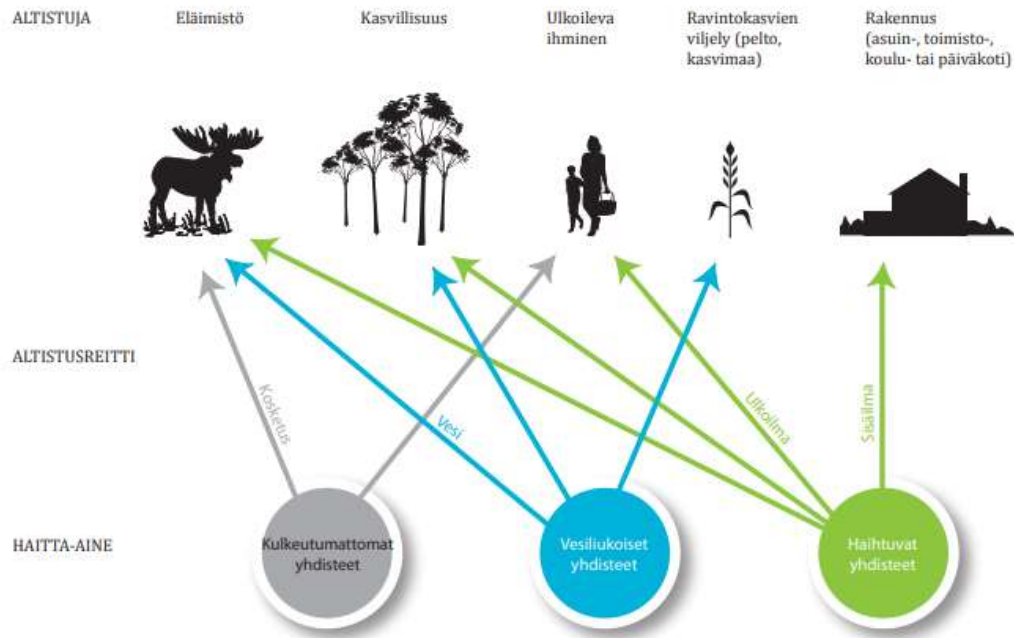 ALTISTUJA
Eläimistö
Kasvillisuus
Ulkoileva
ihminen
Ravintokasvien
viljely (pelto,
kasvimaa)
Rakennus
(asuin-, toimisto-,
koulu- tai päiväkoti)
ALTISTUSREITTI
Kosketus
Vesi
Ulkoilma
Sisäilma
HAITTA-AINE
Kulkeutumattomat
yhdisteet
Vesiliukoiset
yhdisteet
Haihtuvat
yhdisteet